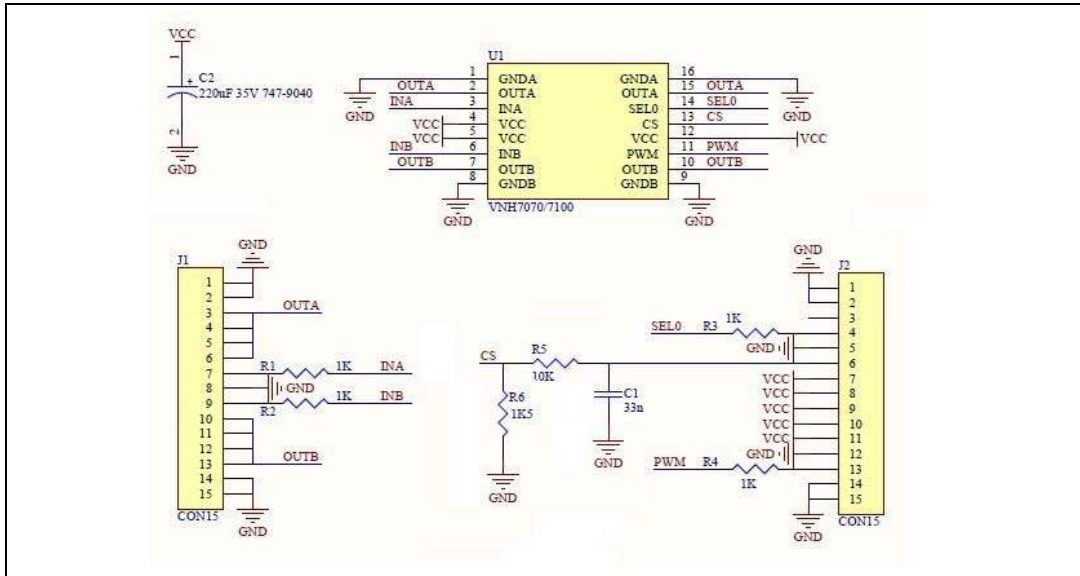 VCC
1
+
C2
220uF 35V 747-9040
2
GND
U1
1 GNDA GNDA 16
OUTA 2 OUTA OUTA 15 OUTA
INA 3 INA SEL0 14 SEL0
VCC 4 VCC CS 13 CS
VCC 5 VCC VCC 12 VCC
INB 6 INB PWM 11 PWM
OUTB 7 OUTB OUTB 10 OUTB
8 GNDB GNDB 9
GND
GND
GND
GND
VNH7070/7100
GND
J1
1
2
3 OUTA
4
5
6
7 R1 1K INA
8 GND
9 R2 1K INB
10
11
12
13 OUTB
14
15
CON15
GND
CS R5
10K
R6
1K5
GND
C1
33n
GND
GND
J2
1
2
3
SEL0 R3 1K 4
GND 5
6
VCC 7
VCC 8
VCC 9
VCC 10
VCC 11
GND 12
PWM R4 1K 13
14
15
GND
CON15